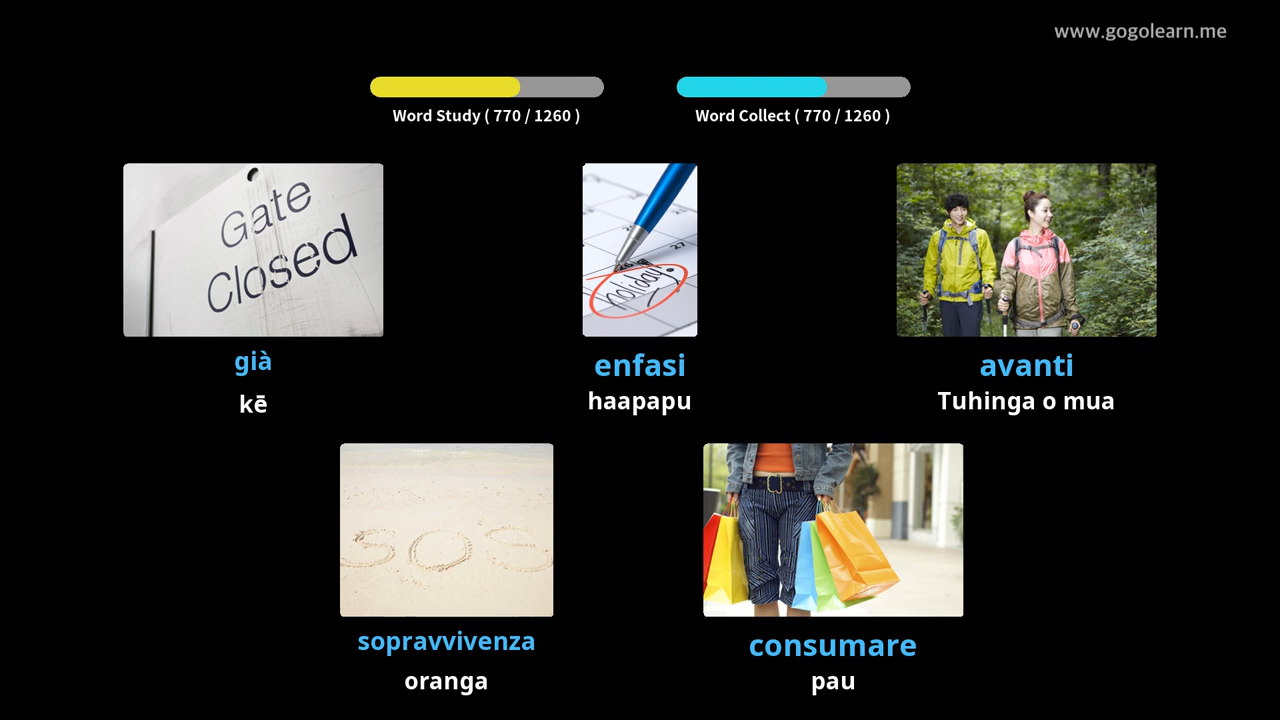 www.gogolearn.me
Word Study ( 770 / 1260 )
Word Collect ( 770 / 1260 )
Gate
Closed
27
holiday
già
enfasi
avanti
kē
haapapu
Tuhinga o mua
SOS
sopravvivenza
consumare
oranga
pau